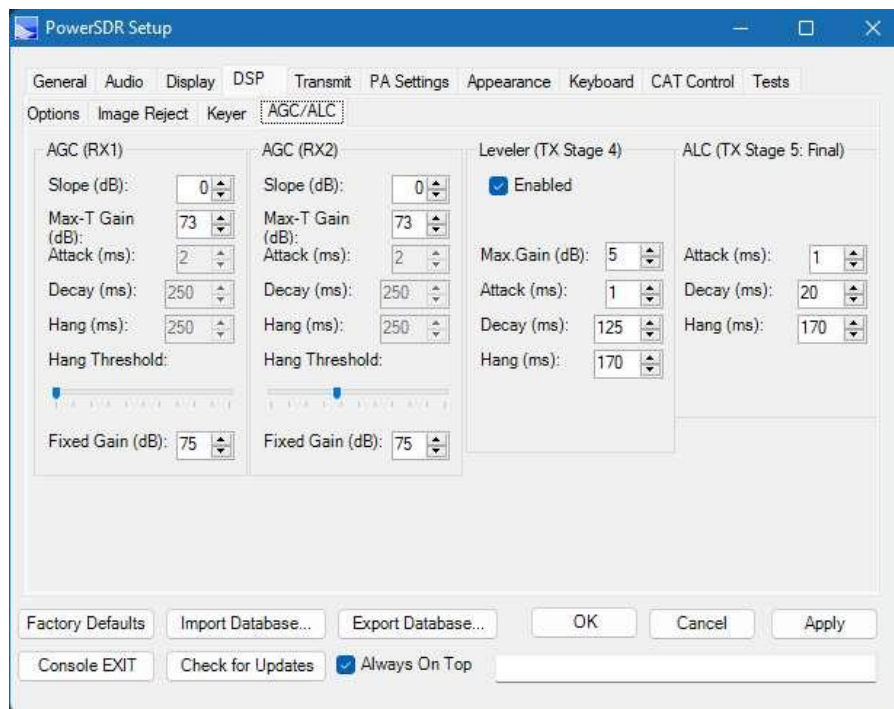 PowerSDR Setup
General Audio Display DSP Transmit PA Settings Appearance Keyboard CAT Control Tests
Options Image Reject Keyer AGC/ALC
AGC (RX1)
Slope (dB): 0
Max-T Gain (dB): 73
Attack (ms): 2
Decay (ms): 250
Hang (ms): 250
Hang Threshold:
Fixed Gain (dB): 75
AGC (RX2)
Slope (dB): 0
Max-T Gain (dB): 73
Attack (ms): 2
Decay (ms): 250
Hang (ms): 250
Hang Threshold:
Fixed Gain (dB): 75
Leveler (TX Stage 4)
Enabled
Max.Gain (dB): 5
Attack (ms): 1
Decay (ms): 125
Hang (ms): 170
ALC (TX Stage 5: Final)
Attack (ms): 1
Decay (ms): 20
Hang (ms): 170
Factory Defaults Import Database... Export Database... OK Cancel Apply
Console EXIT Check for Updates Always On Top